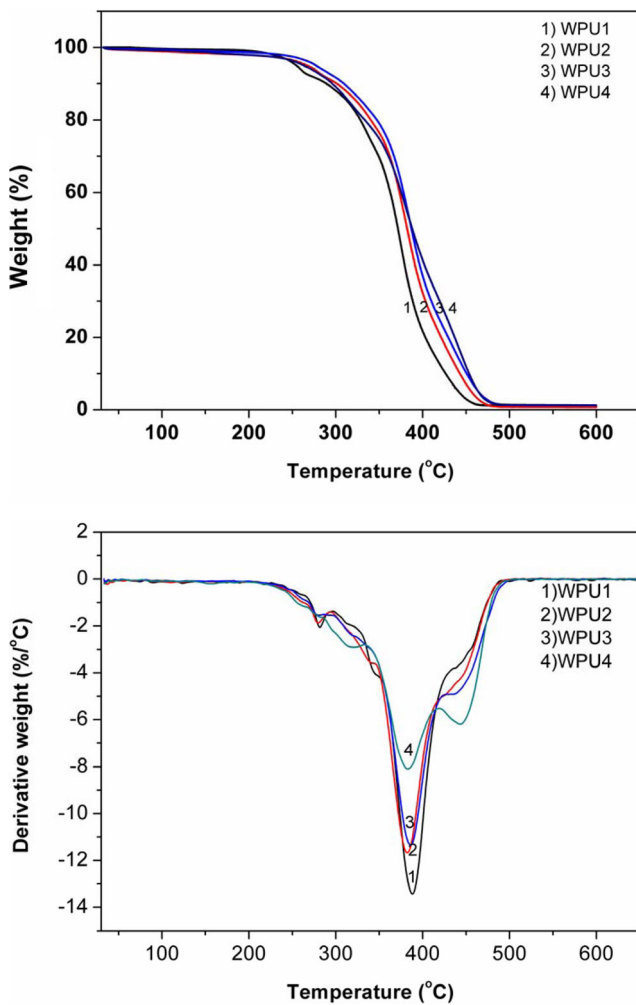 1) WPU1
2) WPU2
3) WPU3
4) WPU4
100
80
60
40
20
0
Weight (%)
1 2 3 4
100 200 300 400 500 600
Temperature (°C)
2
0
-2
-4
-6
-8
-10
-12
-14
Derivative weight (%/°C)
1)WPU1
2)WPU2
3)WPU3
4)WPU4
4
3
2
1
100 200 300 400 500 600
Temperature (°C)